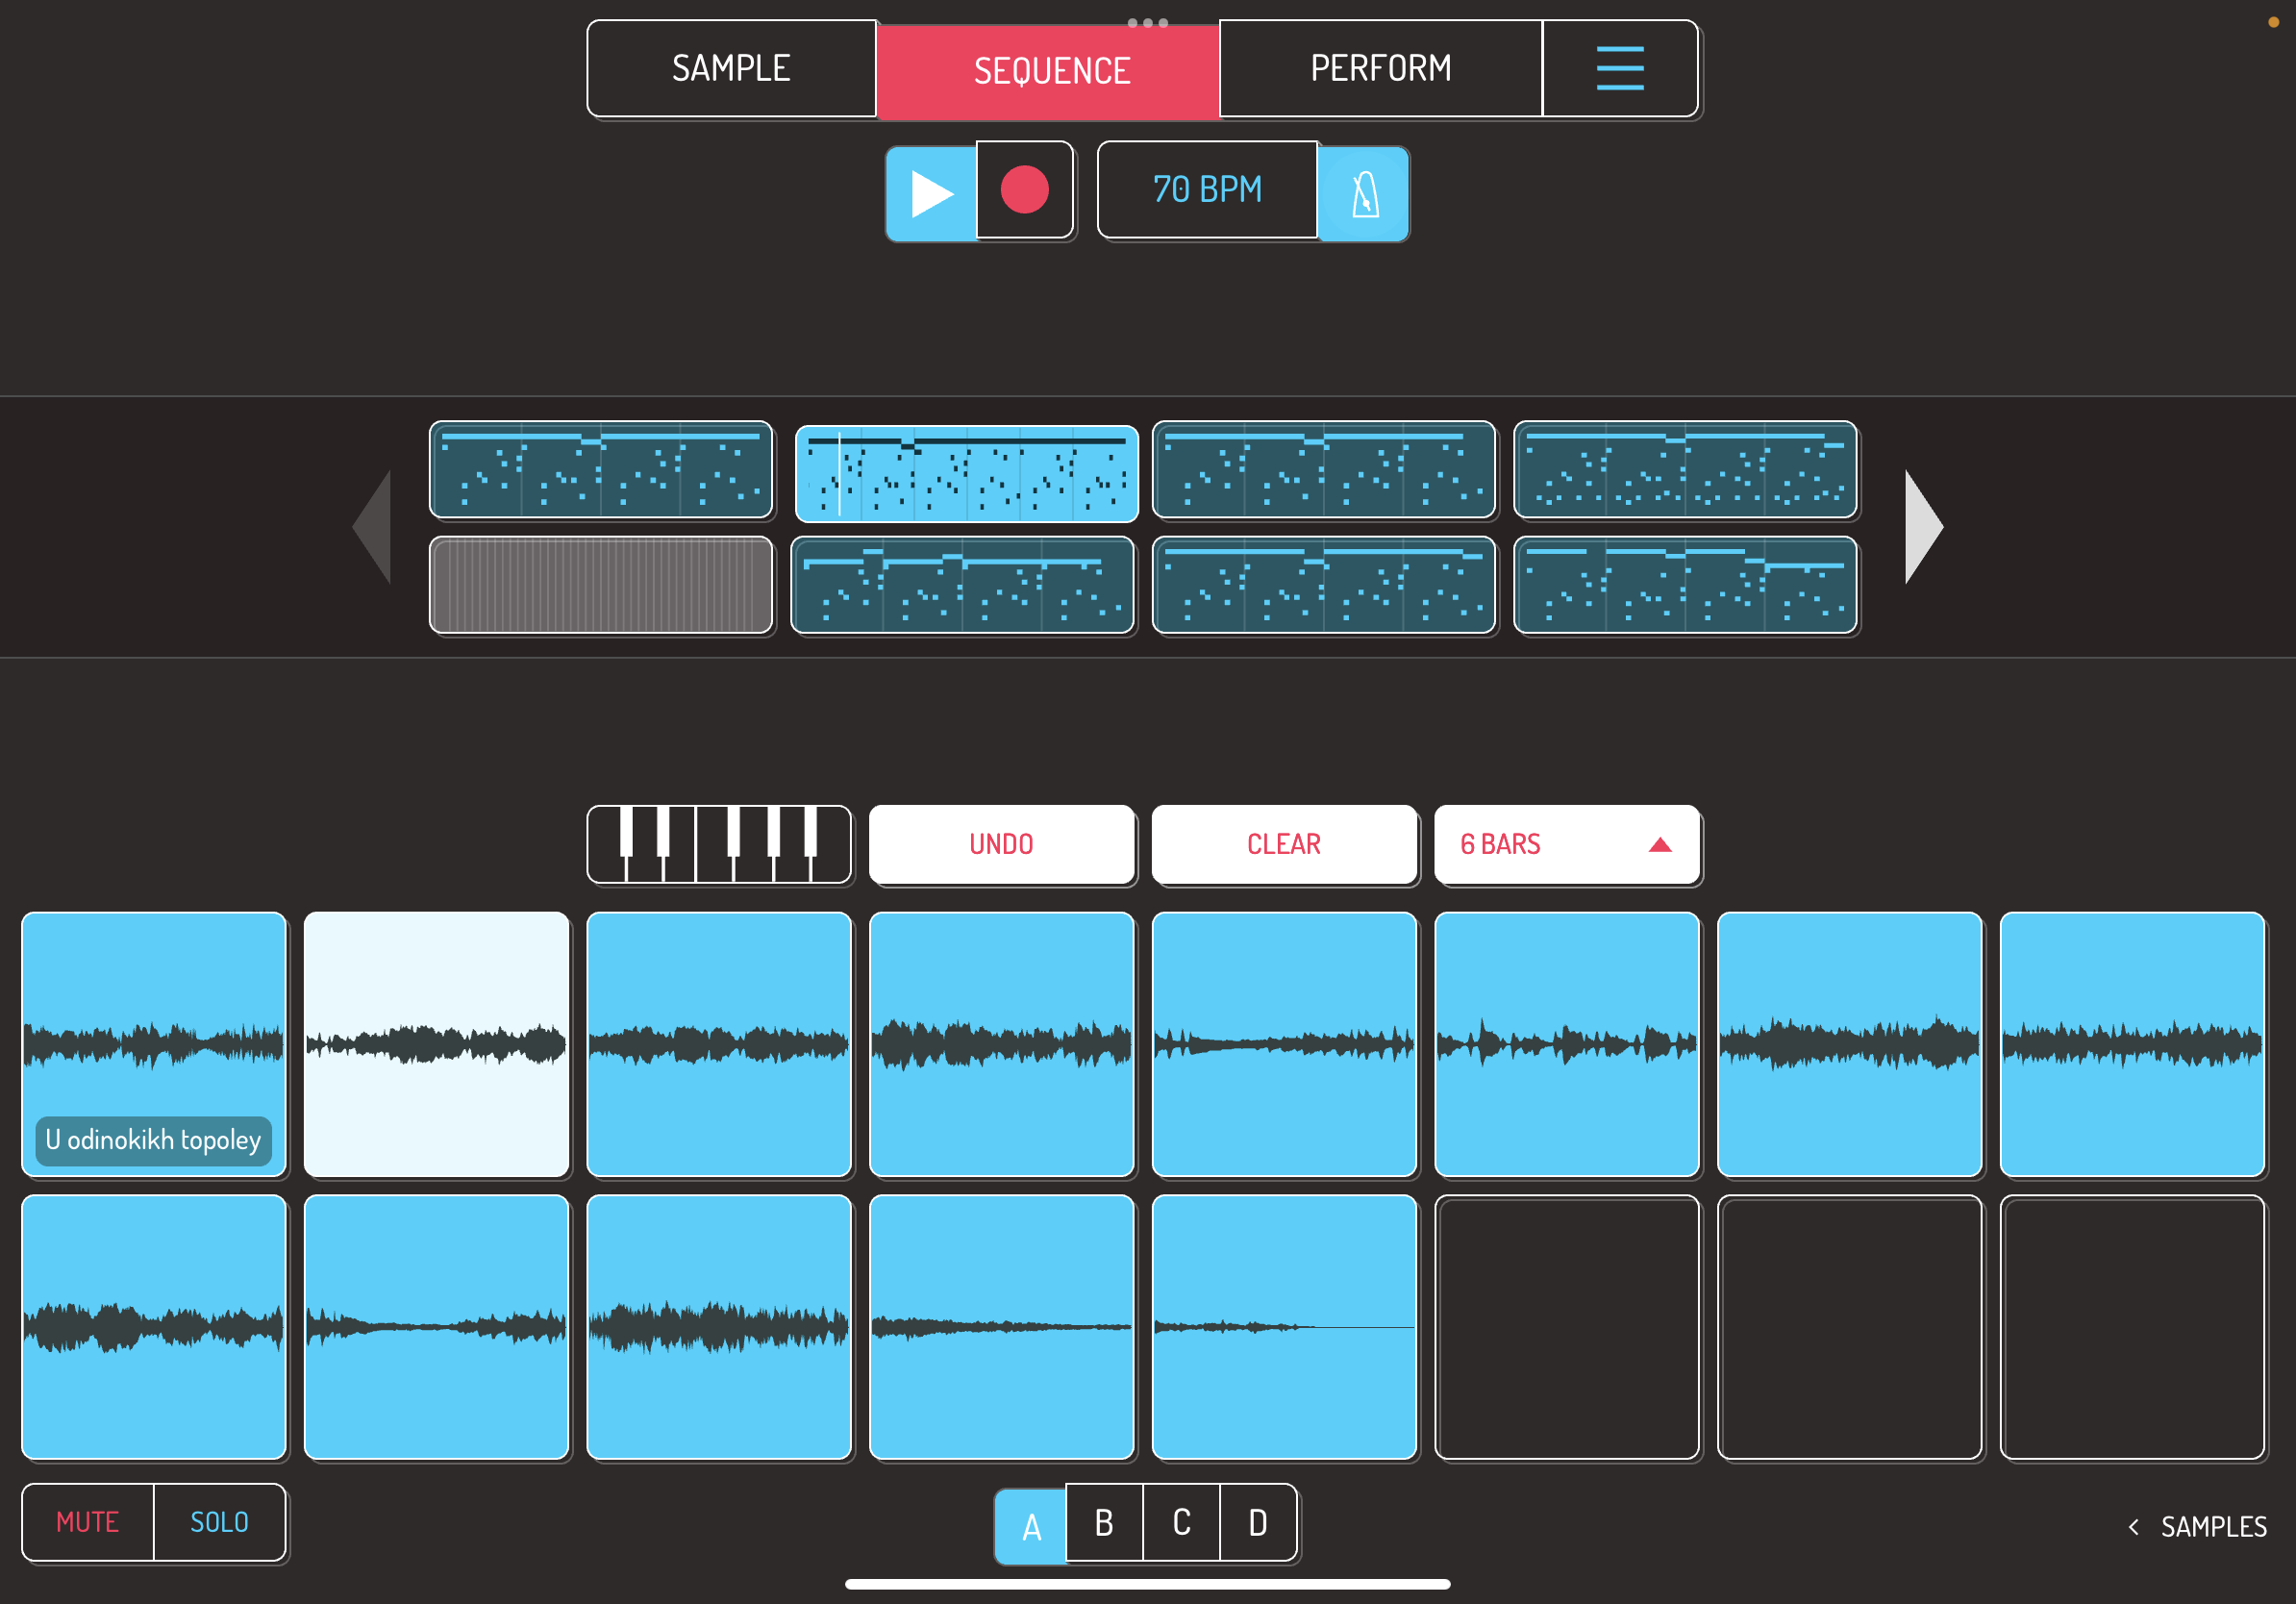 SAMPLE
SEQUENCE
PERFORM
70 BPM
UNDO
CLEAR
6 BARS
U odinokikh topoley
MUTE
SOLO
A
B
C
D
< SAMPLES